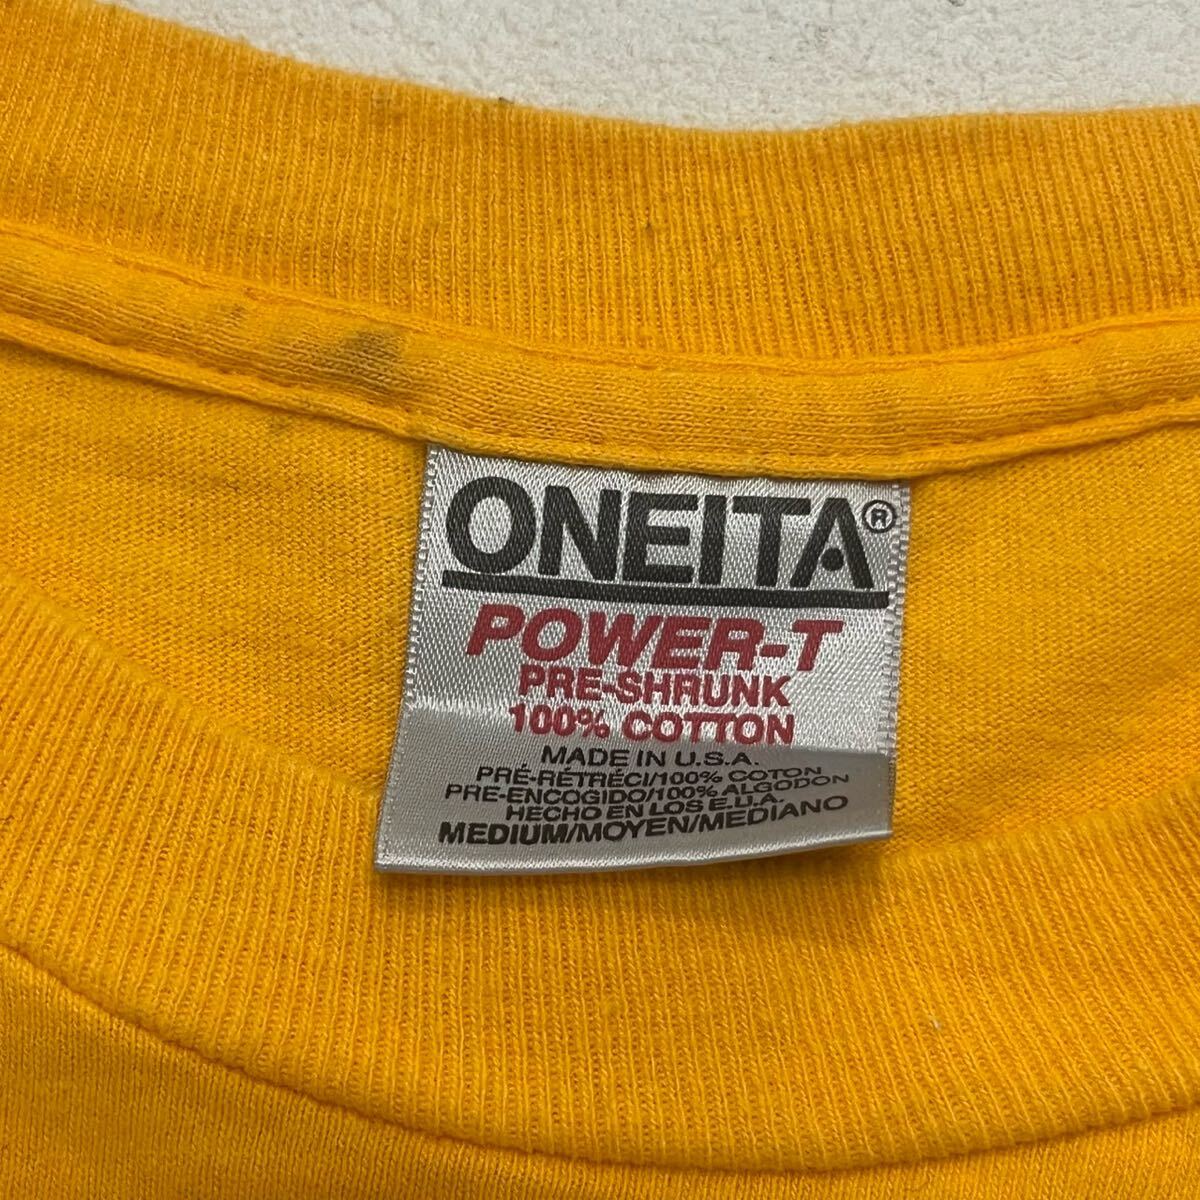 ONEITA®
POWER-T
PRE-SHRUNK
100% COTTON
MADE IN U.S.A.
PRÉ-RÉTRÉCI/100% COTON
PRE-ENCOGIDO/100% ALGODON
HECHO EN LOS E.U.A.
MEDIUM/MOYEN/MEDIANO